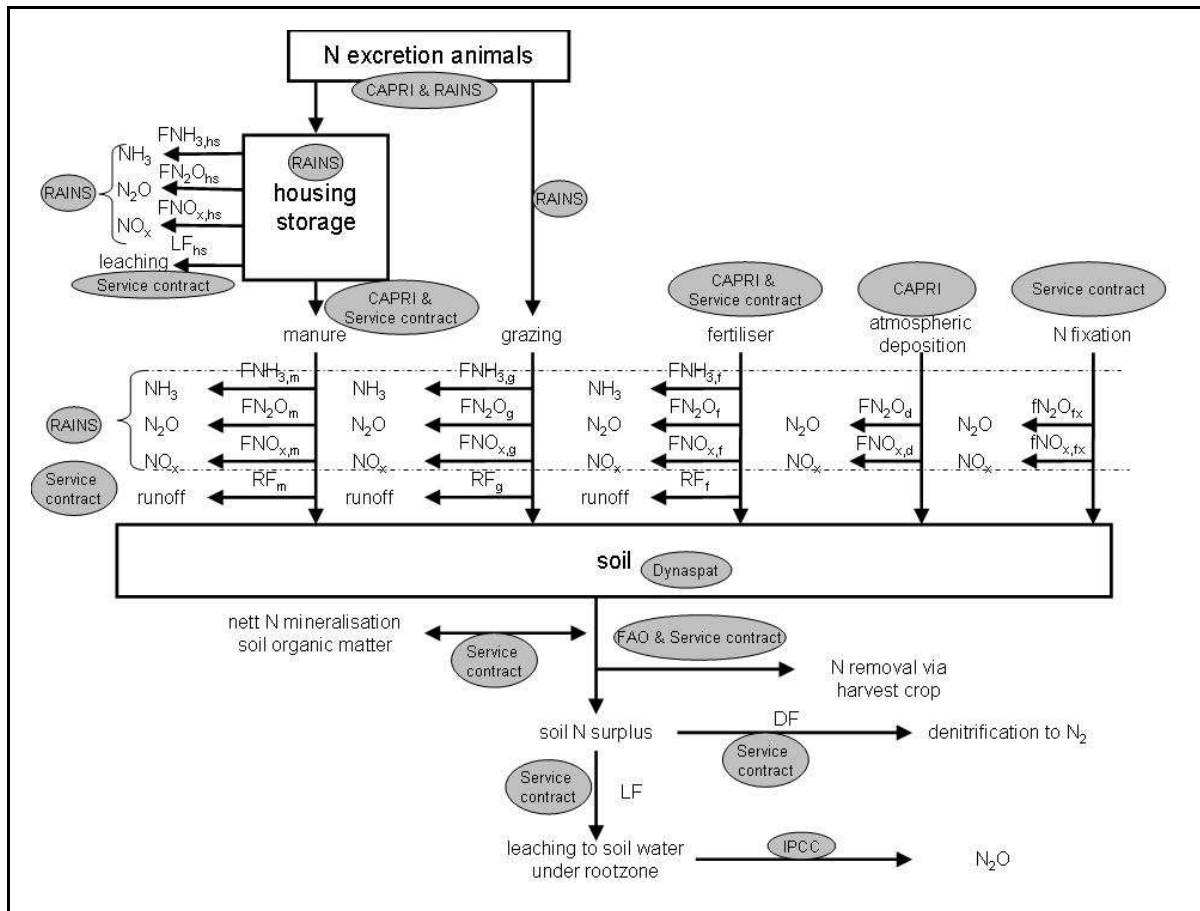 N excretion animals
CAPRI & RAINS
FNH3,hs
NH3
RAINS
FN2Ohs
RAINS
N2O
housing
storage
RAINS
FNOx,hs
NOx
LFhs
leaching
Service contract
CAPRI &
Service contract
CAPRI &
Service contract
CAPRI
Service contract
manure
grazing
fertiliser
atmospheric
deposition
N fixation
FNH3,m
FNH3,g
FNH3,f
NH3
NH3
NH3
FN2Om
FN2Og
FN2Of
FN2Od
fN2Ofx
RAINS
N2O
N2O
N2O
N2O
N2O
FNOx,m
FNOx,g
FNOx,f
FNOx,d
fNOx,fx
NOx
NOx
NOx
NOx
NOx
Service
contract
RFm
RFg
RFf
runoff
runoff
runoff
soil
Dynaspat
nett N mineralisation
soil organic matter
Service
contract
FAO & Service contract
N removal via
harvest crop
soil N surplus
DF
denitrification to N2
Service
contract
Service
contract
LF
leaching to soil water
under rootzone
IPCC
N2O